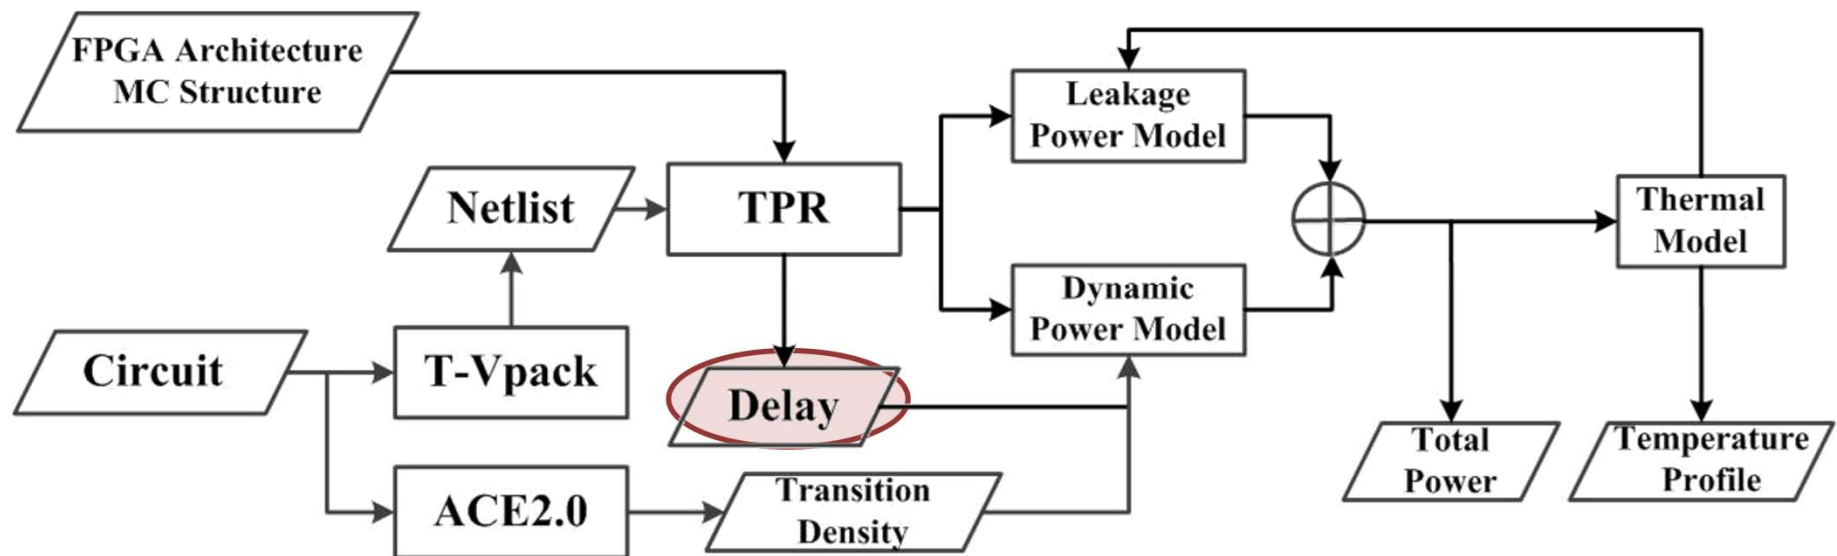 FPGA Architecture
MC Structure
Leakage
Power Model
Netlist
TPR
Thermal
Model
Dynamic
Power Model
Circuit
T-Vpack
Delay
Total
Power
Temperature
Profile
ACE2.0
Transition
Density